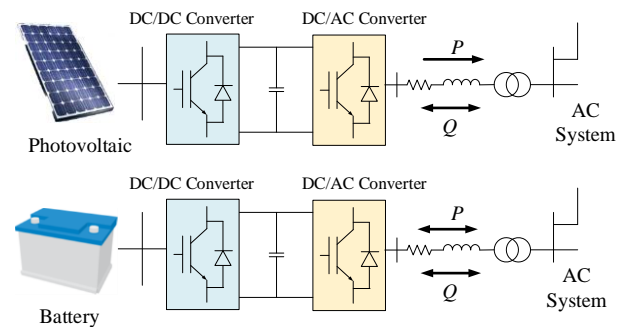 DC/DC Converter
DC/AC Converter
P
Q
Photovoltaic
AC
System
DC/DC Converter
DC/AC Converter
P
Q
Battery
AC
System